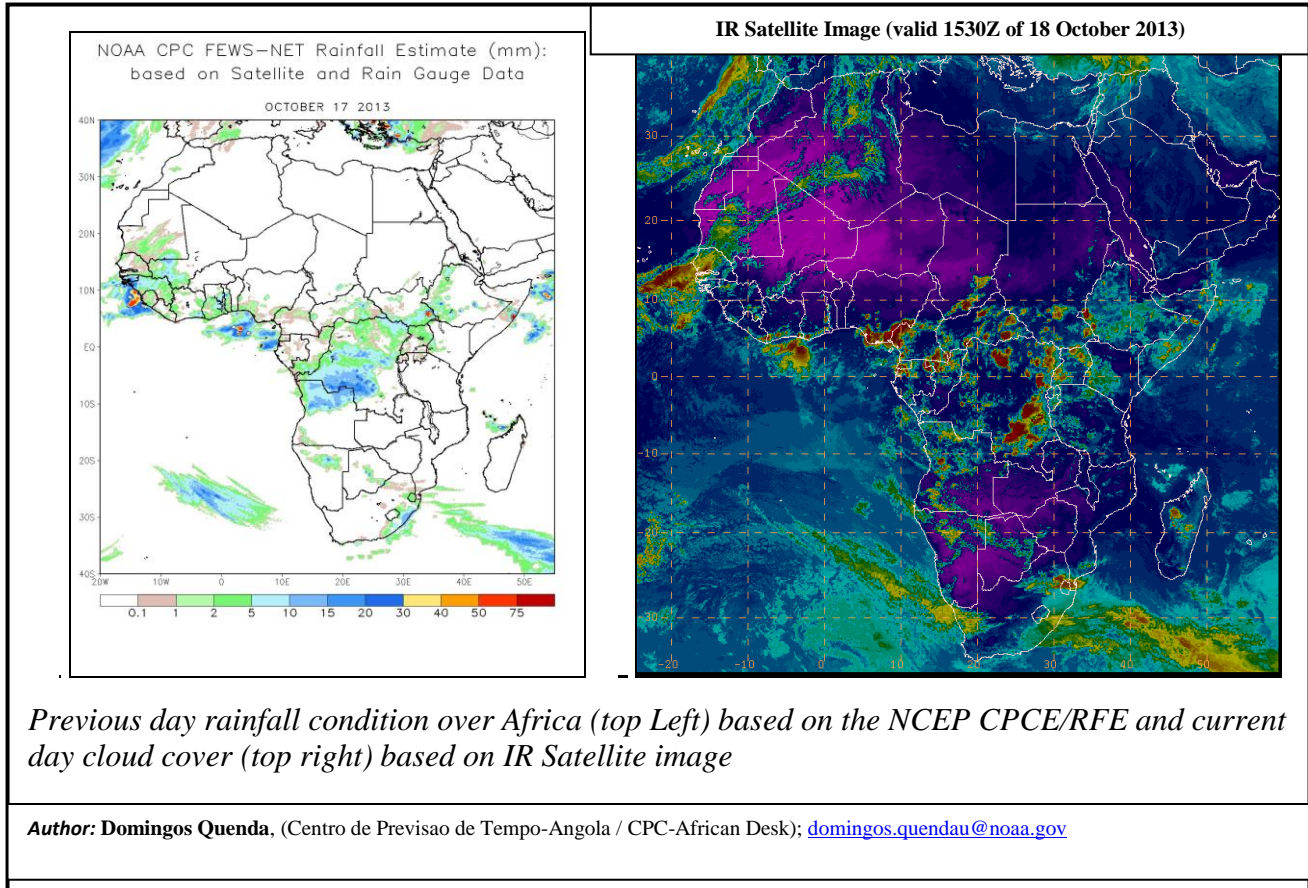 NOAA CPC FEWS-NET Rainfall Estimate (mm):
based on Satellite and Rain Gauge Data
OCTOBER 17 2013
40N
30N
20N
10N
EQ
10S
20S
30S
40S
20W 10W 0 10E 20E 30E 40E 50E
0.1 1 2 5 10 15 20 30 40 50 75
IR Satellite Image (valid 1530Z of 18 October 2013)
30
20
10
0
-10
-20
-30
-20 -10 0 10 20 30 40 50
Previous day rainfall condition over Africa (top Left) based on the NCEP CPCE/RFE and current
day cloud cover (top right) based on IR Satellite image
Author: Domingos Quenda, (Centro de Previsao de Tempo-Angola / CPC-African Desk); domingos.quendau@noaa.gov